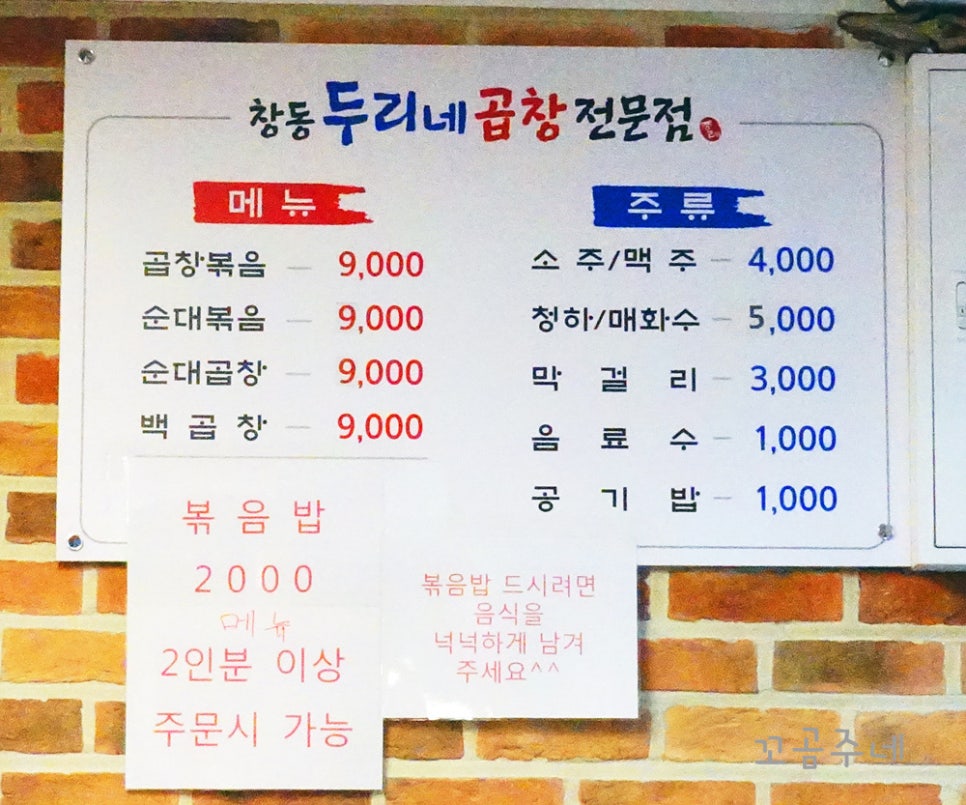 창동 두리네 곱창 전문점
메뉴
곱창볶음 — 9,000
순대볶음 — 9,000
순대곱창 — 9,000
백 곱 창 — 9,000
주류
소 주/맥 주 — 4,000
청하/매화수 — 5,000
막 걸 리 — 3,000
음 료 수 — 1,000
공 기 밥 — 1,000
볶 음 밥
2000
메뉴
2인분 이상
주문시 가능
볶음밥 드시려면
음식을
넉넉하게 남겨
주세요^^
꼬곰주네